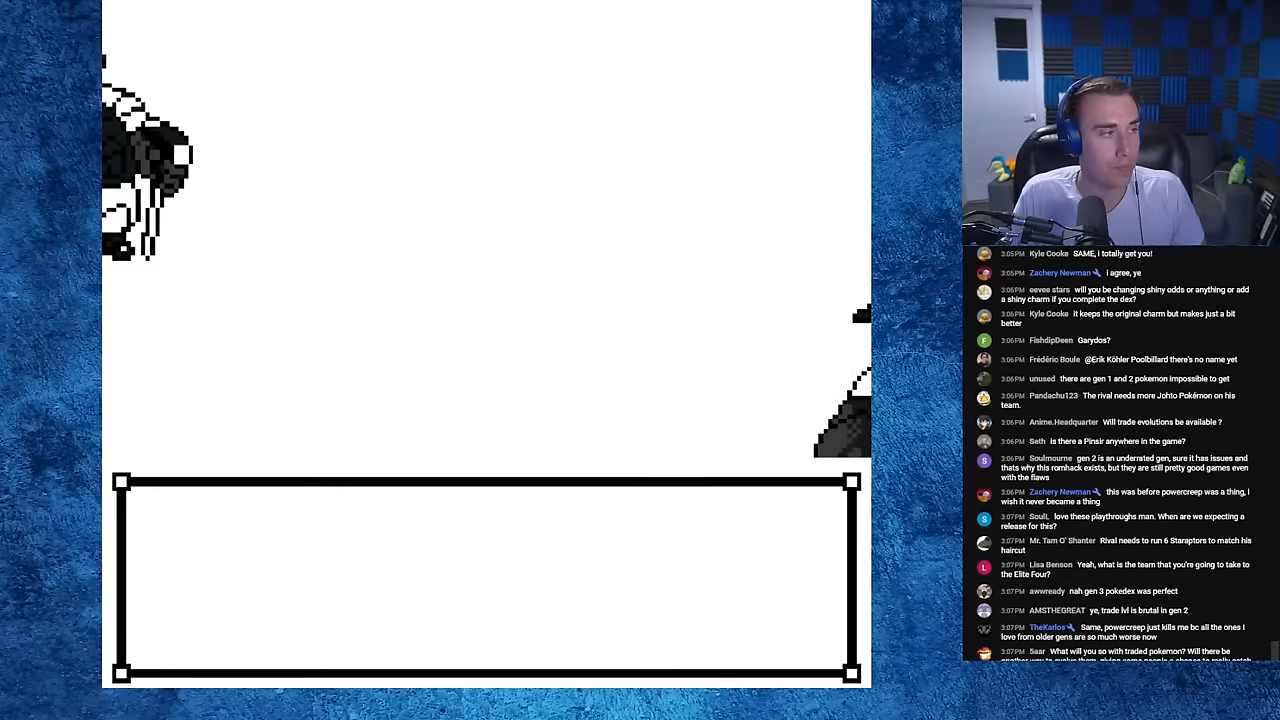 3:05PM Kyle Cooke SAME, i totally get you!
3:05PM Zachery Newman i agree, ye
3:06PM eevee stars will you be changing shiny odds or anything or add
a shiny charm if you complete the dex?
3:06PM Kyle Cooke it keeps the original charm but makes just a bit
better
F 3:06PM FishdipDeen Garydos?
3:06PM Frédéric Boule @Erik Köhler Poolbillard there's no name yet
3:06PM unused there are gen 1 and 2 pokemon impossible to get
3:06PM Pandachu123 The rival needs more Johto Pokémon on his
team.
3:06PM Anime.Headquarter Will trade evolutions be available ?
3:06PM Seth is there a Pinsir anywhere in the game?
S 3:06PM Soulmourne gen 2 is an underrated gen, sure it has issues and
thats why this romhack exists, but they are still pretty good games even
with the flaws
3:06PM Zachery Newman this was before powercreep was a thing, I
wish it never became a thing
S 3:07PM SoulL love these playthroughs man. When are we expecting a
release for this?
3:07PM Mr. Tam O' Shanter Rival needs to run 6 Staraptors to match his
haircut
L 3:07PM Lisa Benson Yeah, what is the team that you're going to take to
the Elite Four?
3:07PM awwready nah gen 3 pokedex was perfect
3:07PM AMSTHEGREAT ye, trade lvl is brutal in gen 2
3:07PM TheKarlos Same, powercreep just kills me bc all the ones I
love from older gens are so much worse now
3:07PM 5aar What will you so with traded pokemon? Will there be